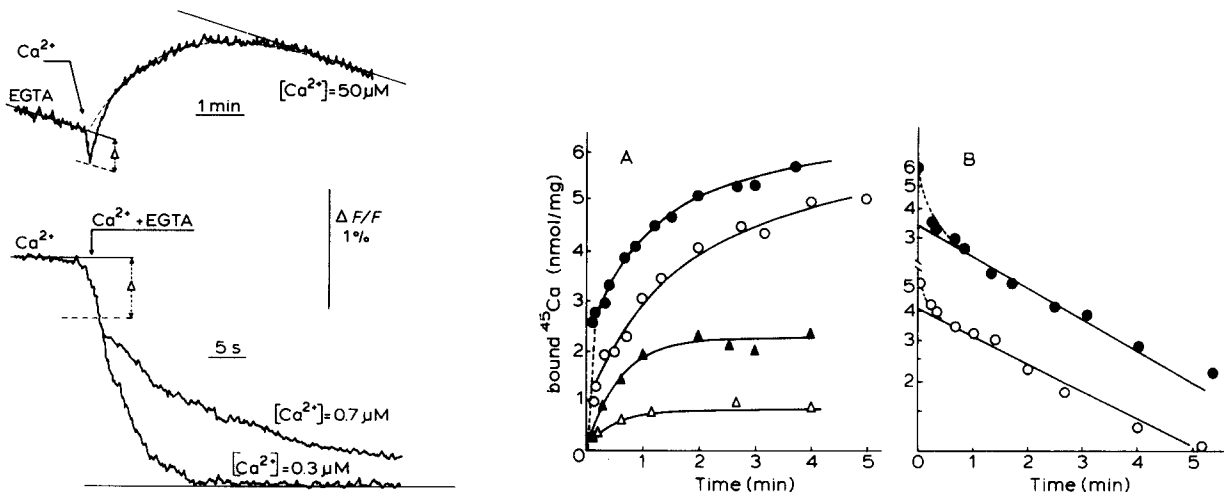 Ca²⁺
EGTA
[Ca²⁺]=50 µM
1 min
Δ
Ca²⁺
Ca²⁺ +EGTA
Δ
ΔF/F
1%
5 s
[Ca²⁺]=0.7 µM
[Ca²⁺]=0.3 µM
A
bound ⁴⁵Ca (nmol/mg)
6
5
4
3
2
1
0
0 1 2 3 4 5
Time (min)
B
6
5
4
3
5
4
3
2
0 1 2 3 4 5
Time (min)